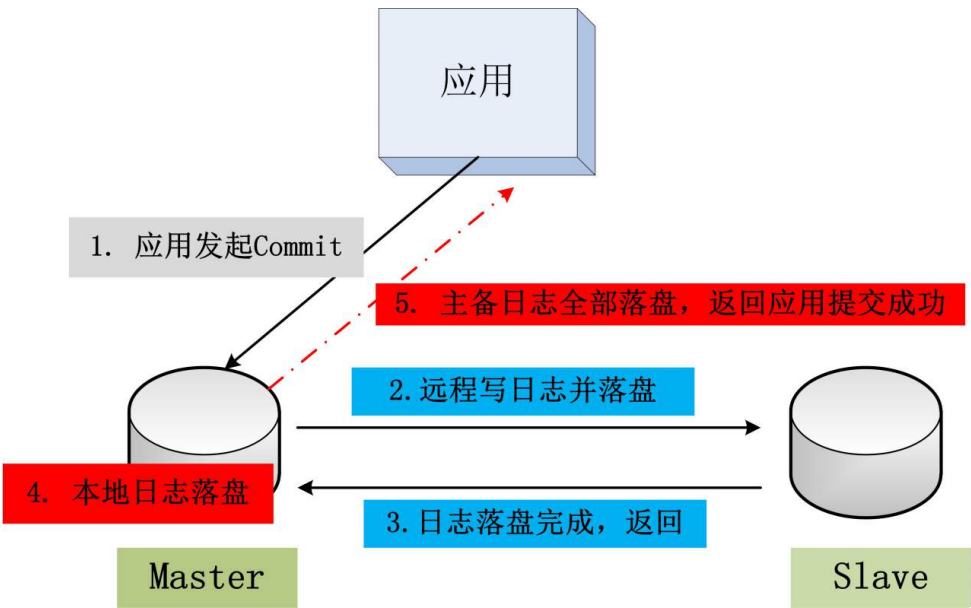 应用
1. 应用发起Commit
5. 主备日志全部落盘，返回应用提交成功
2.远程写日志并落盘
4. 本地日志落盘
3.日志落盘完成，返回
Master
Slave